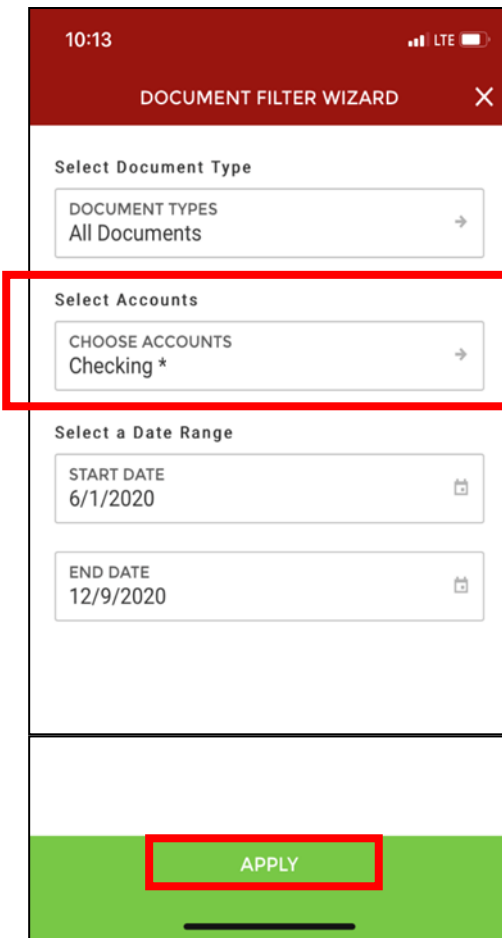 10:13 LTE
DOCUMENT FILTER WIZARD
Select Document Type
DOCUMENT TYPES
All Documents
Select Accounts
CHOOSE ACCOUNTS
Checking *
Select a Date Range
START DATE
6/1/2020
END DATE
12/9/2020
APPLY